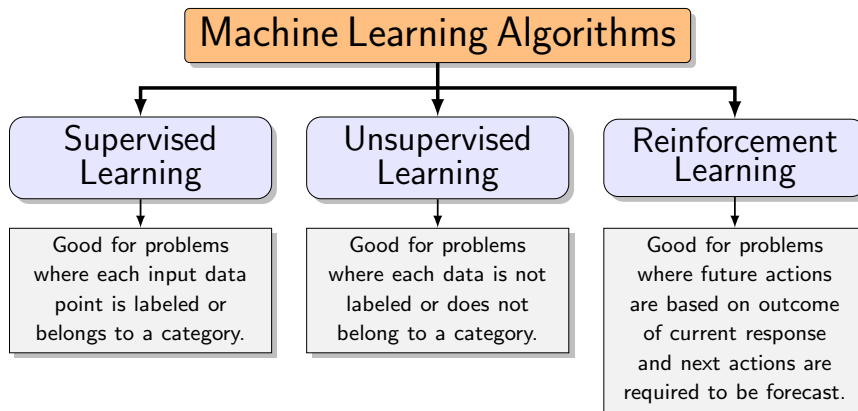 Machine Learning Algorithms
Supervised
Learning
Unsupervised
Learning
Reinforcement
Learning
Good for problems
where each input data
point is labeled or
belongs to a category.
Good for problems
where each data is not
labeled or does not
belong to a category.
Good for problems
where future actions
are based on outcome
of current response
and next actions are
required to be forecast.